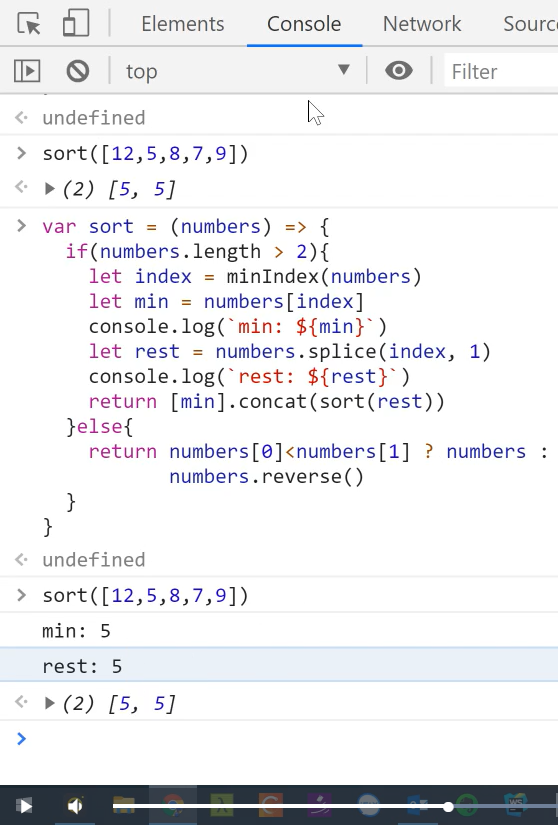 Elements Console Network Sourc
top Filter
undefined
> sort([12,5,8,7,9])
(2) [5, 5]
> var sort = (numbers) => {
if(numbers.length > 2){
let index = minIndex(numbers)
let min = numbers[index]
console.log(`min: ${min}`)
let rest = numbers.splice(index, 1)
console.log(`rest: ${rest}`)
return [min].concat(sort(rest))
}else{
return numbers[0]<numbers[1] ? numbers :
numbers.reverse()
}
}
undefined
> sort([12,5,8,7,9])
min: 5
rest: 5
(2) [5, 5]
>